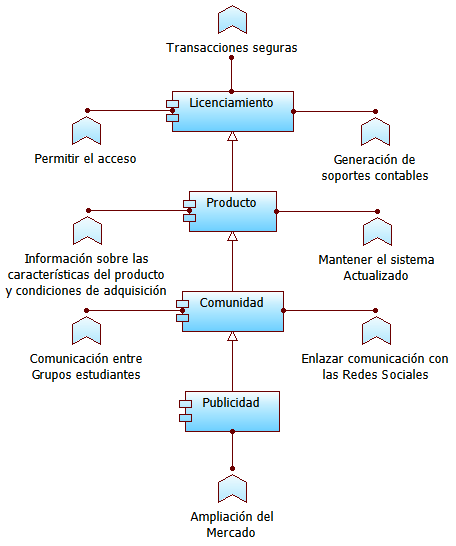 Transacciones seguras
Licenciamiento
Permitir el acceso
Generación de
soportes contables
Producto
Información sobre las
características del producto
y condiciones de adquisición
Mantener el sistema
Actualizado
Comunidad
Comunicación entre
Grupos estudiantes
Enlazar comunicación con
las Redes Sociales
Publicidad
Ampliación del
Mercado